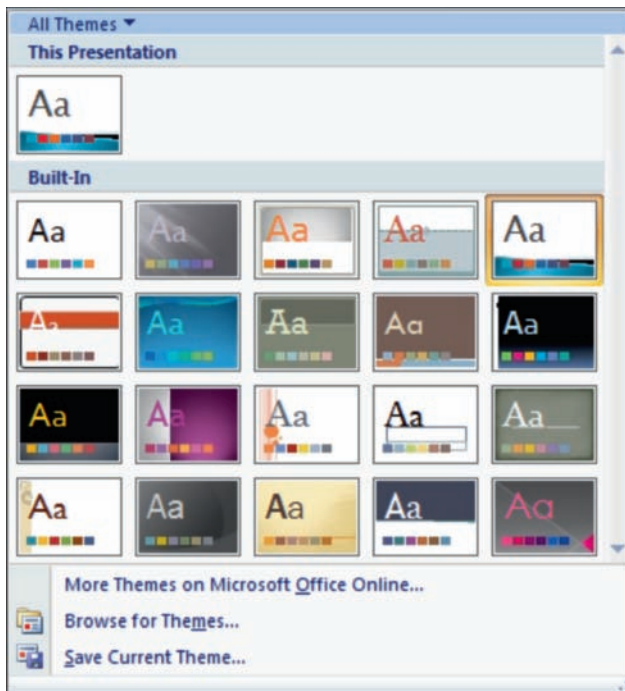 All Themes
This Presentation
Aa
Built-In
Aa Aa Aa Aa Aa
Aa Aa Aa Aa Aa
Aa Aa Aa Aa Aa
Aa Aa Aa Aa Aa
More Themes on Microsoft Office Online...
Browse for Themes...
Save Current Theme...